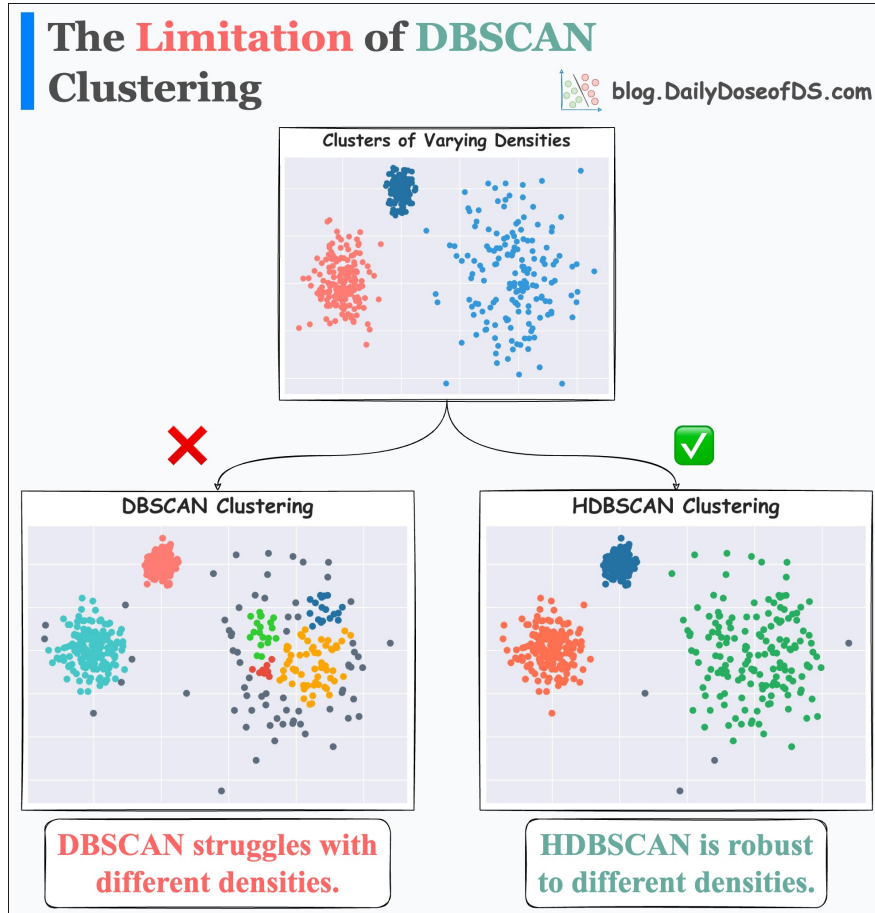 The Limitation of DBSCAN
Clustering
blog.DailyDoseofDS.com
Clusters of Varying Densities
DBSCAN Clustering
HDBSCAN Clustering
DBSCAN struggles with
different densities.
HDBSCAN is robust
to different densities.